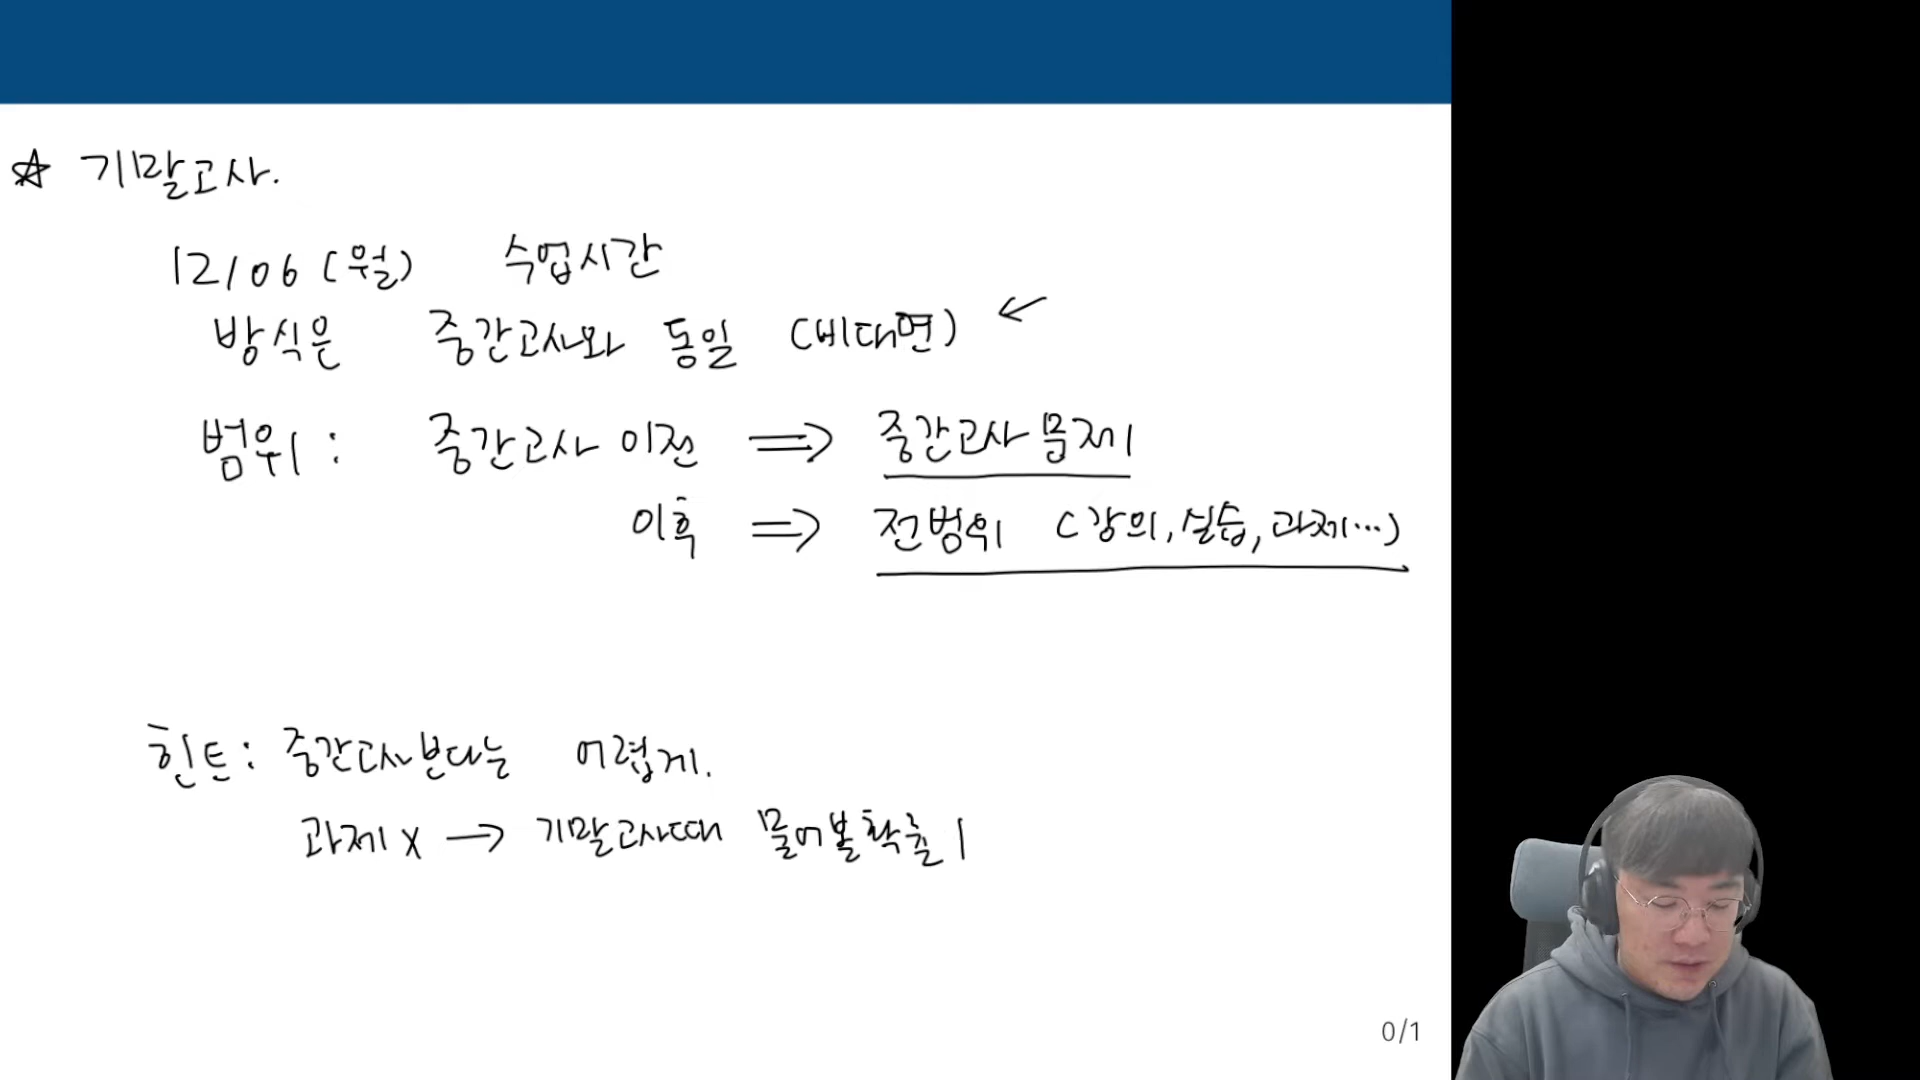 ☆ 기말고사.
12/06 (월) 수업시간
방식은 중간고사와 동일 (비대면) ←
범위 : 중간고사 이전 ⇒ 중간고사 문제
이후 ⇒ 전범위 (강의, 실습, 과제…)
힌트 : 중간고사보다는 어렵게.
과제 x → 기말고사때 물어볼확률 1
0/1